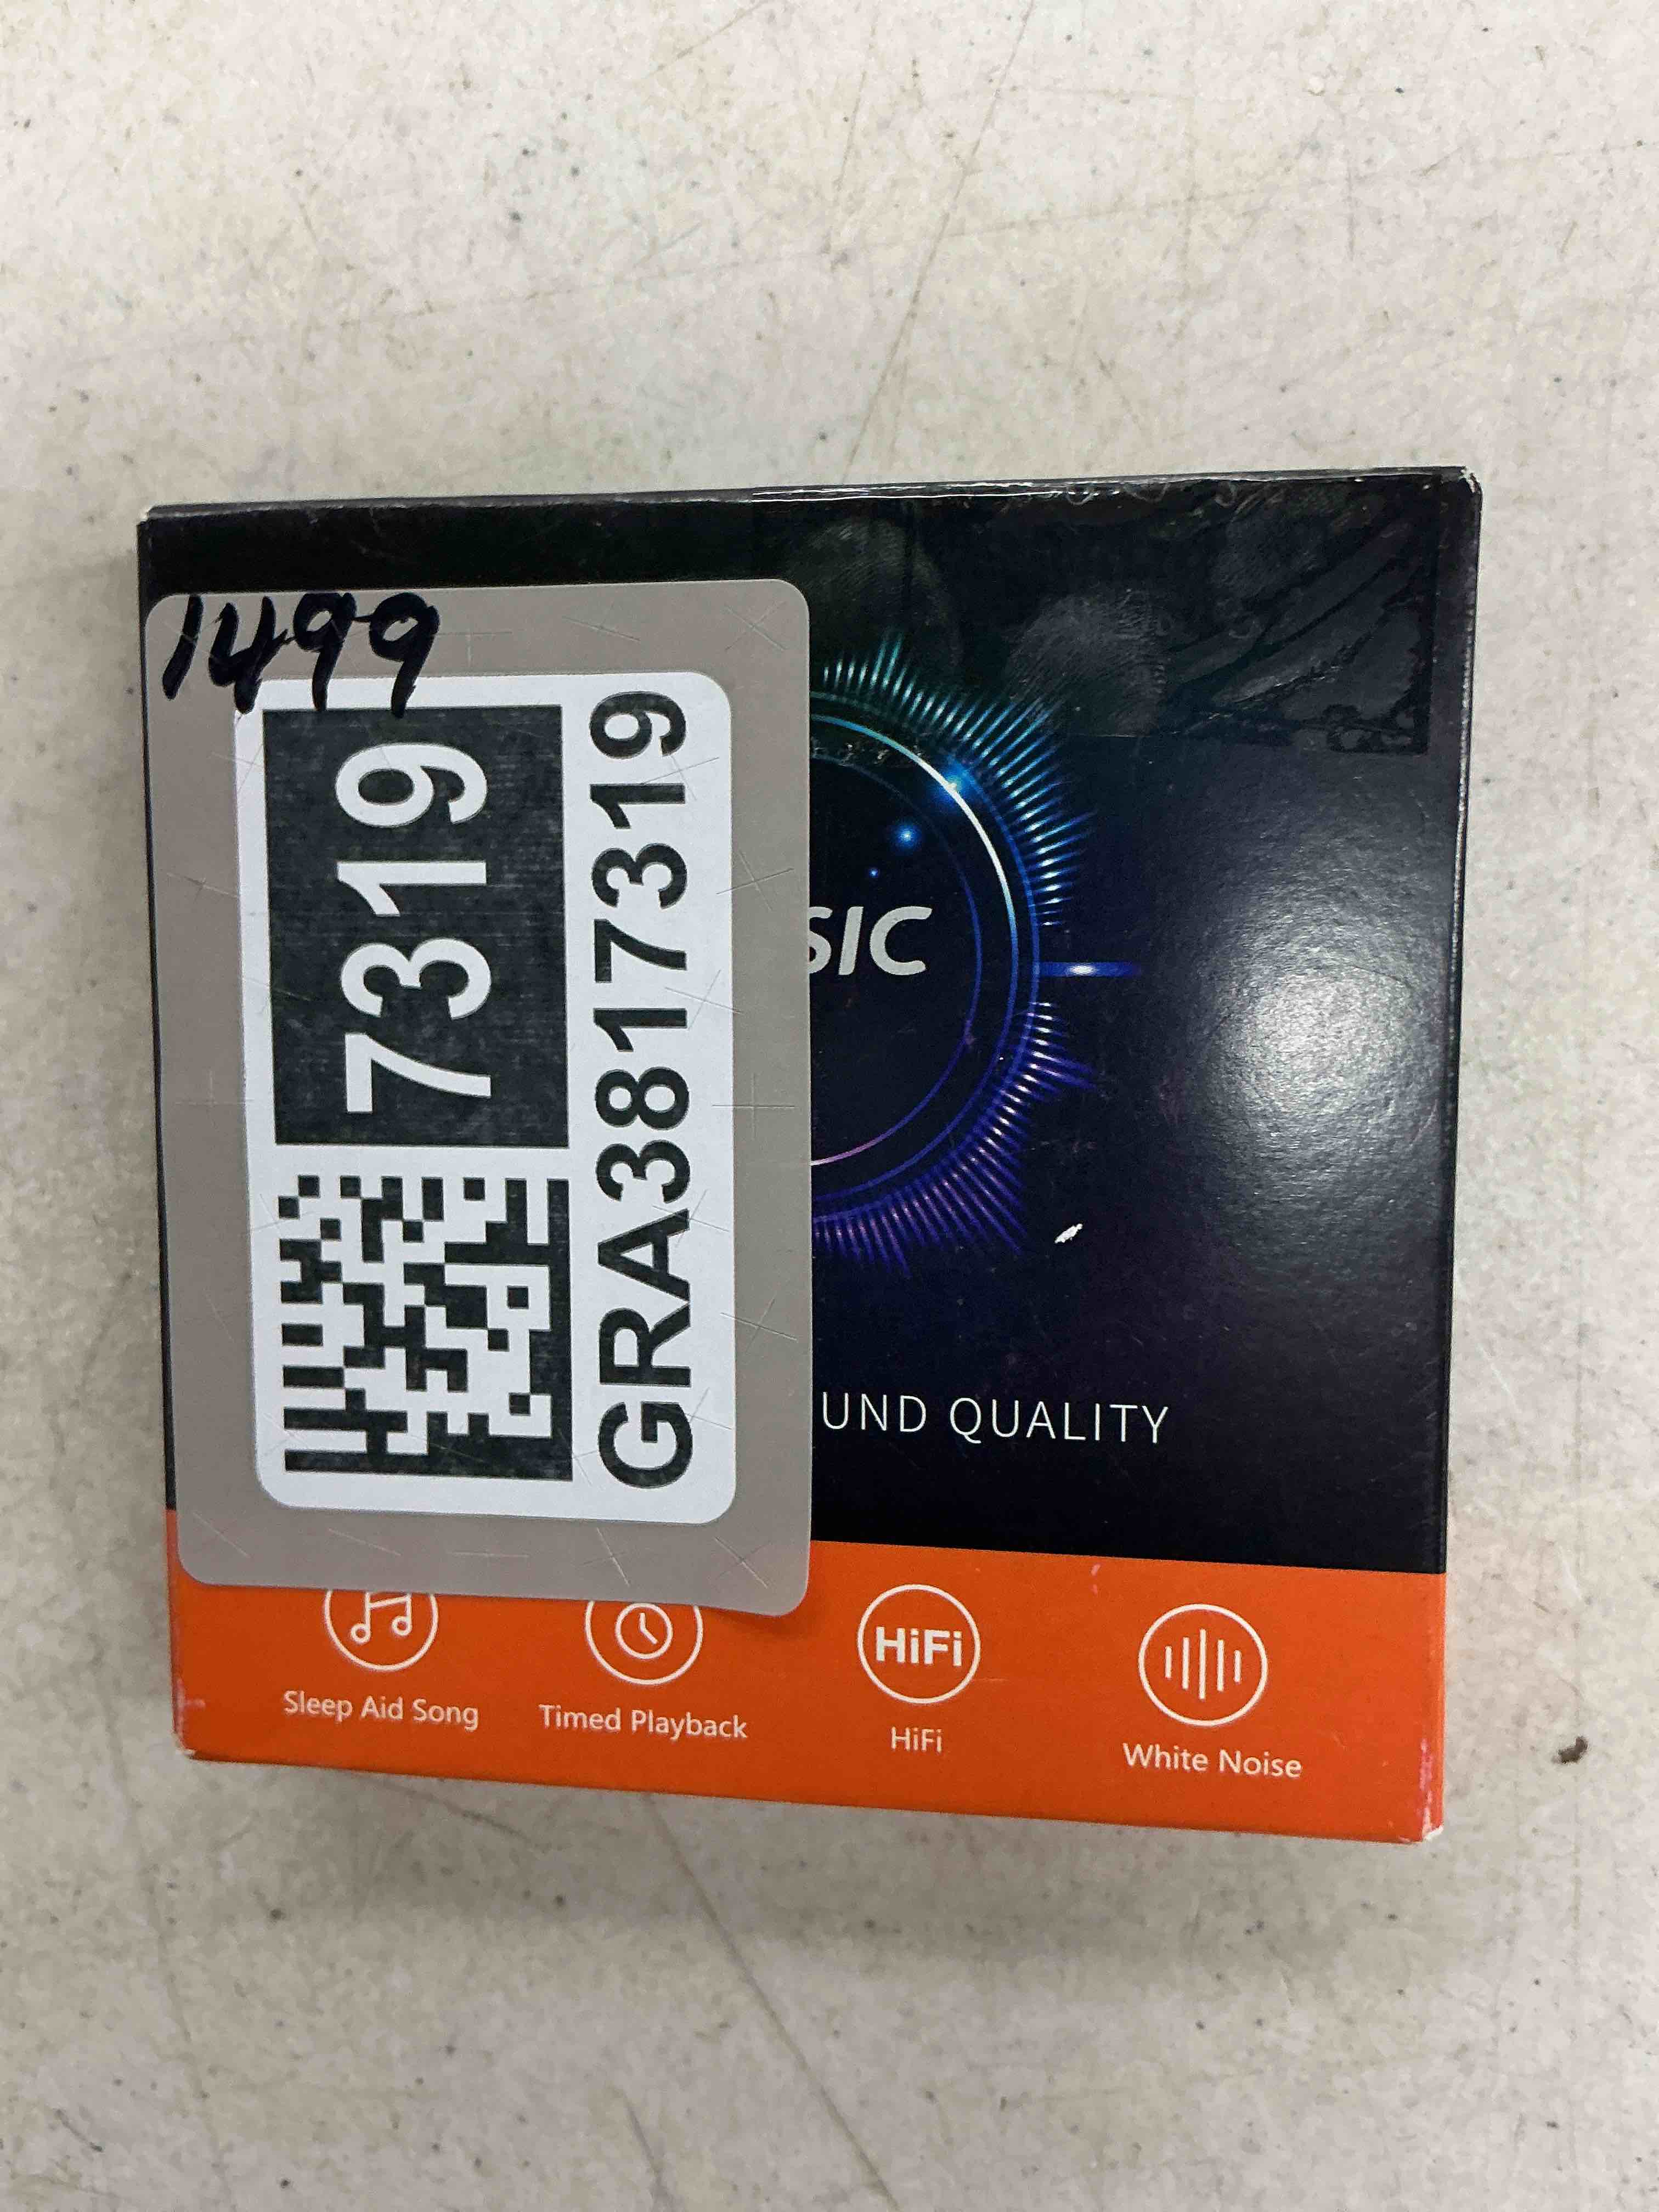 1499
7319
GRA3817319
SIC
UND QUALITY
HiFi
Sleep Aid Song
Timed Playback
HiFi
White Noise